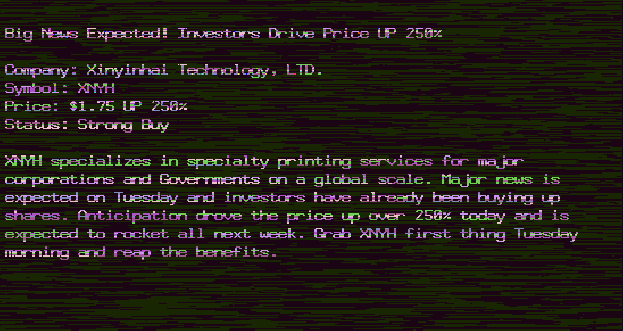 Big News Expected! Investors Drive Price UP 250%
Company: Xinyinhai Technology, LTD.
Symbol: XNYH
Price: $1.75 UP 250%
Status: Strong Buy
XNYH specializes in specialty printing services for major
corporations and Governments on a global scale. Major news is
expected on Tuesday and investors have already been buying up
shares. Anticipation drove the price up over 250% today and is
expected to rocket all next week. Grab XNYH first thing Tuesday
morning and reap the benefits.